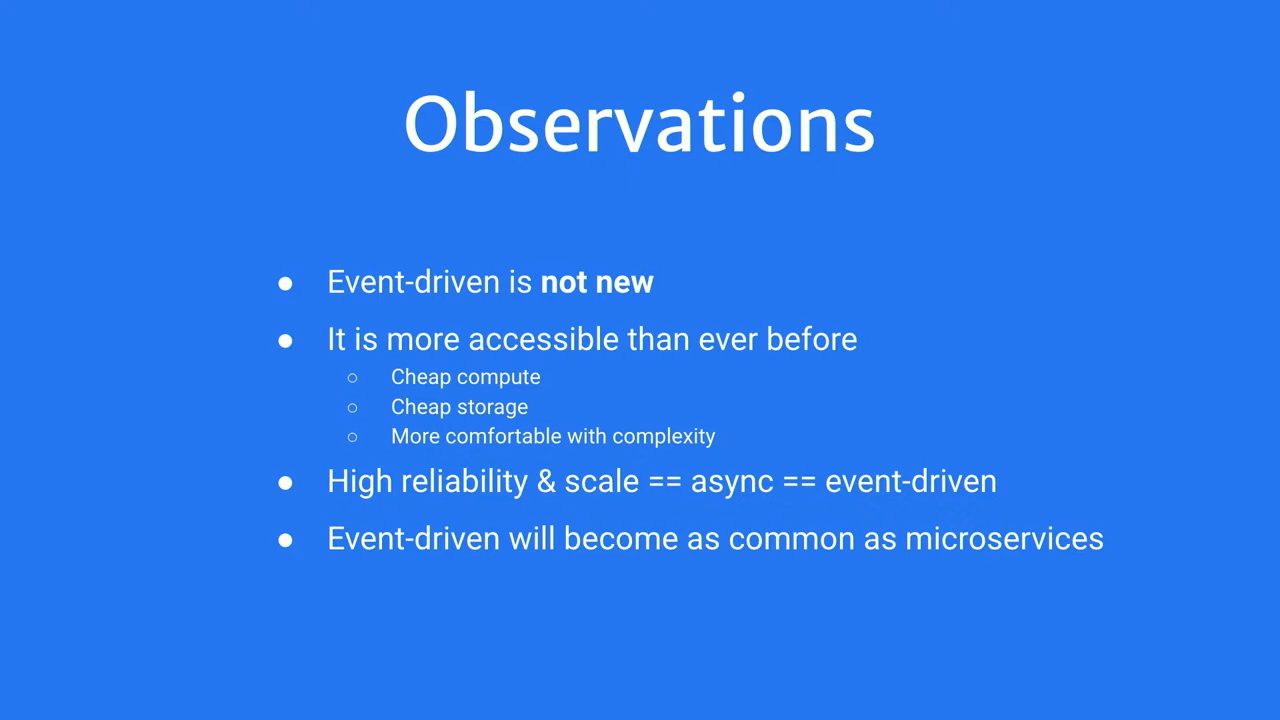 Observations
● Event-driven is not new
● It is more accessible than ever before
○ Cheap compute
○ Cheap storage
○ More comfortable with complexity
● High reliability & scale == async == event-driven
● Event-driven will become as common as microservices